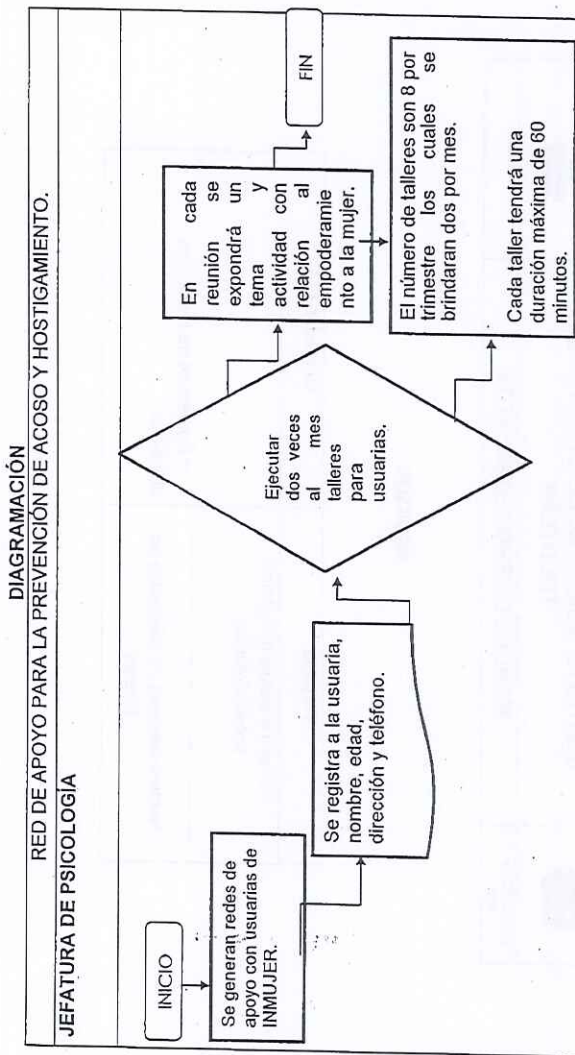 DIAGRAMACIÓN
RED DE APOYO PARA LA PREVENCIÓN DE ACOSO Y HOSTIGAMIENTO.
JEFATURA DE PSICOLOGÍA
INICIO
Se generan redes de
apoyo con usuarias de
INMUJER.
Se registra a la usuaria,
nombre, edad,
dirección y teléfono.
Ejecutar
dos veces
al mes
talleres
para
usuarias.
En cada
reunión se
expondrá un
tema y
actividad con
relación al
empoderamie
nto a la mujer.
FIN
El número de talleres son 8 por
trimestre los cuales se
brindaran dos por mes.
Cada taller tendrá una
duración máxima de 60
minutos.